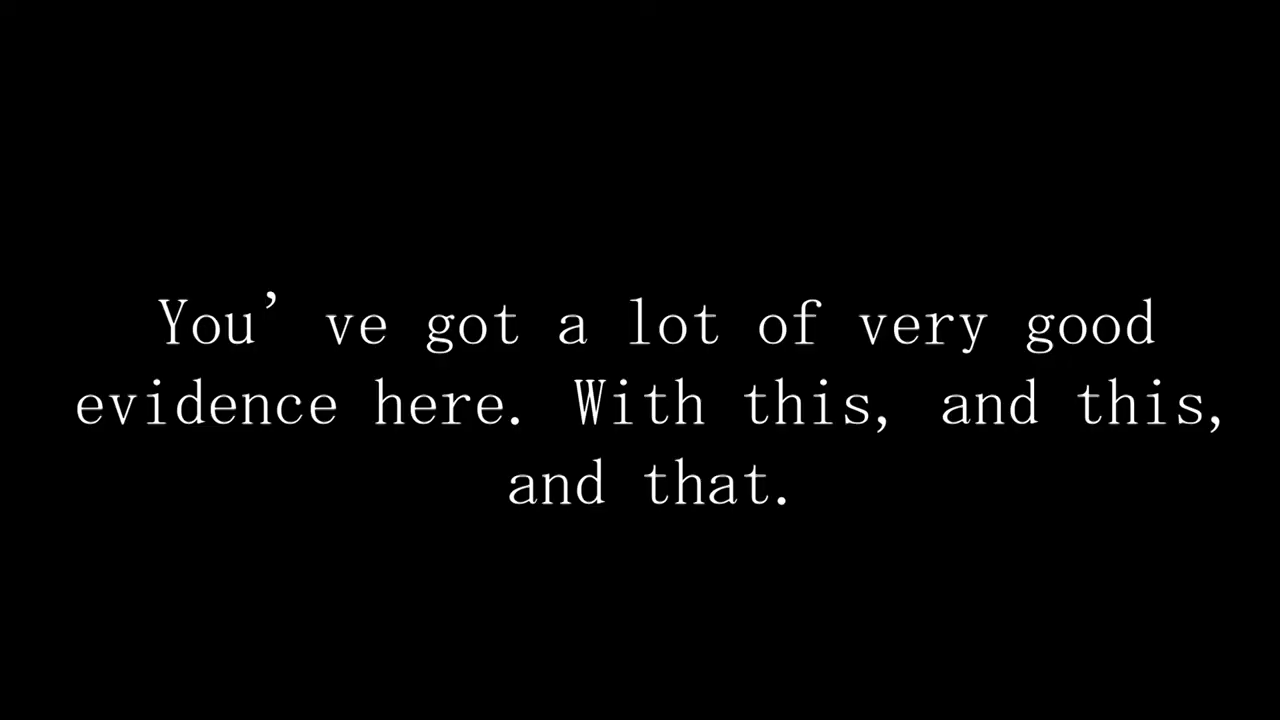 You’ve got a lot of very good
evidence here. With this, and this,
and that.